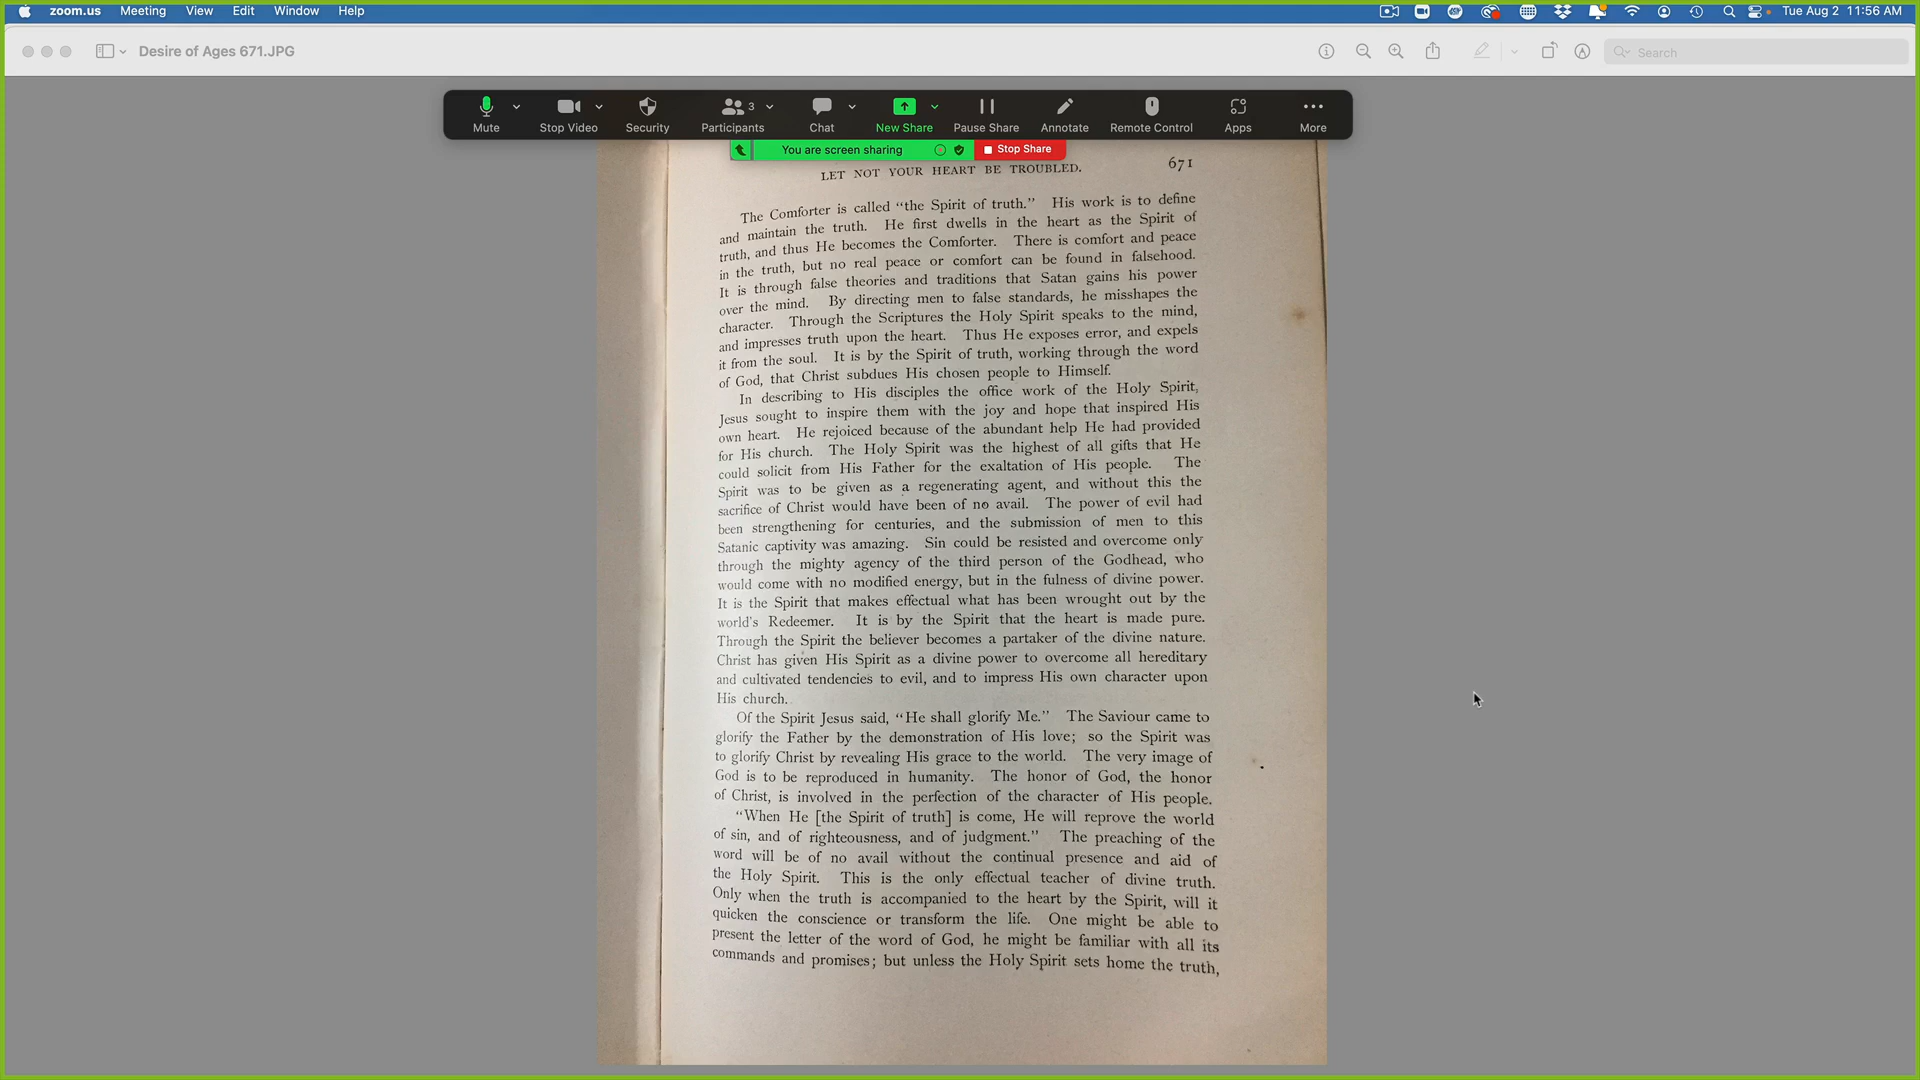 zoom.us Meeting View Edit Window Help Tue Aug 2 11:56 AM
Desire of Ages 671.JPG Search
Mute Stop Video Security Participants 3 Chat New Share Pause Share Annotate Remote Control Apps More
You are screen sharing Stop Share
LET NOT YOUR HEART BE TROUBLED. 671
The Comforter is called “the Spirit of truth.” His work is to define
and maintain the truth. He first dwells in the heart as the Spirit of
truth, and thus He becomes the Comforter. There is comfort and peace
in the truth, but no real peace or comfort can be found in falsehood.
It is through false theories and traditions that Satan gains his power
over the mind. By directing men to false standards, he misshapes the
character. Through the Scriptures the Holy Spirit speaks to the mind,
and impresses truth upon the heart. Thus He exposes error, and expels
it from the soul. It is by the Spirit of truth, working through the word
of God, that Christ subdues His chosen people to Himself.
In describing to His disciples the office work of the Holy Spirit,
Jesus sought to inspire them with the joy and hope that inspired His
own heart. He rejoiced because of the abundant help He had provided
for His church. The Holy Spirit was the highest of all gifts that He
could solicit from His Father for the exaltation of His people. The
Spirit was to be given as a regenerating agent, and without this the
sacrifice of Christ would have been of no avail. The power of evil had
been strengthening for centuries, and the submission of men to this
Satanic captivity was amazing. Sin could be resisted and overcome only
through the mighty agency of the third person of the Godhead, who
would come with no modified energy, but in the fulness of divine power.
It is the Spirit that makes effectual what has been wrought out by the
world's Redeemer. It is by the Spirit that the heart is made pure.
Through the Spirit the believer becomes a partaker of the divine nature.
Christ has given His Spirit as a divine power to overcome all hereditary
and cultivated tendencies to evil, and to impress His own character upon
His church.
Of the Spirit Jesus said, “He shall glorify Me.” The Saviour came to
glorify the Father by the demonstration of His love; so the Spirit was
to glorify Christ by revealing His grace to the world. The very image of
God is to be reproduced in humanity. The honor of God, the honor
of Christ, is involved in the perfection of the character of His people.
“When He [the Spirit of truth] is come, He will reprove the world
of sin, and of righteousness, and of judgment.” The preaching of the
word will be of no avail without the continual presence and aid of
the Holy Spirit. This is the only effectual teacher of divine truth.
Only when the truth is accompanied to the heart by the Spirit, will it
quicken the conscience or transform the life. One might be able to
present the letter of the word of God, he might be familiar with all its
commands and promises; but unless the Holy Spirit sets home the truth,